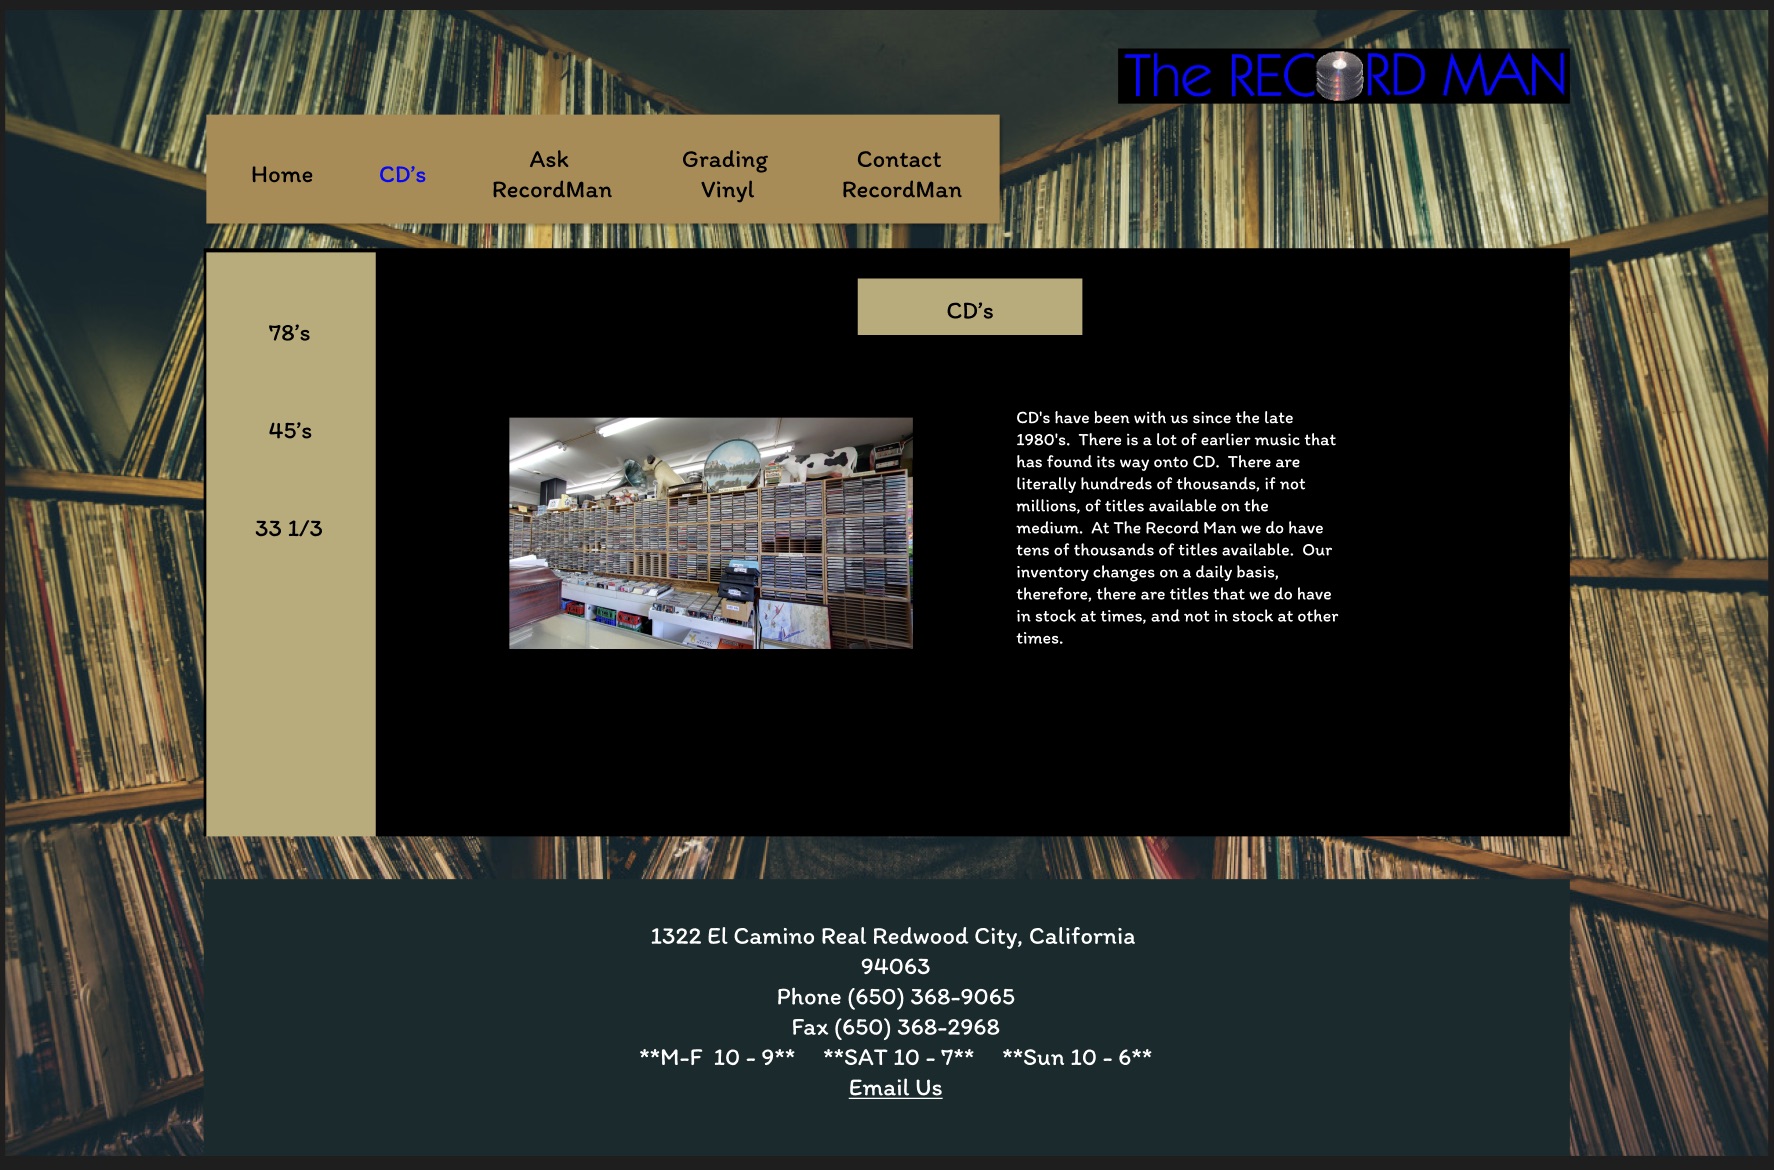 The RECORD MAN
Home
CD’s
Ask
RecordMan
Grading
Vinyl
Contact
RecordMan
78’s
45’s
33 1/3
CD’s
CD's have been with us since the late
1980's.  There is a lot of earlier music that
has found its way onto CD.  There are
literally hundreds of thousands, if not
millions, of titles available on the
medium.  At The Record Man we do have
tens of thousands of titles available.  Our
inventory changes on a daily basis,
therefore, there are titles that we do have
in stock at times, and not in stock at other
times.
1322 El Camino Real Redwood City, California
94063
Phone (650) 368-9065
Fax (650) 368-2968
**M-F  10 - 9**    **SAT 10 - 7**    **Sun 10 - 6**
Email Us